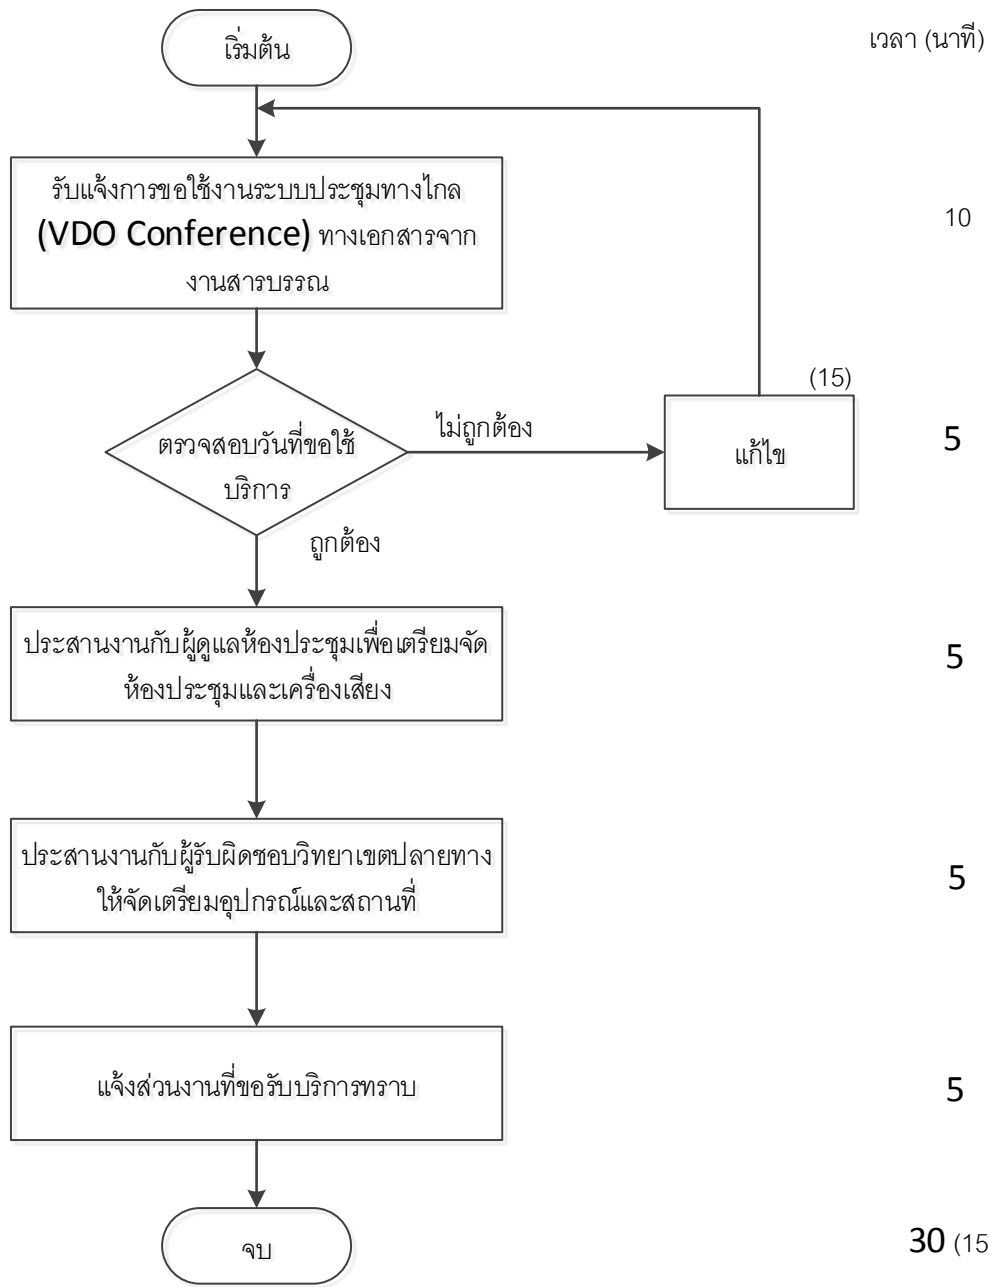 เริ่มต้น
เวลา (นาที)
รับแจ้งการขอใช้งานระบบประชุมทางไกล
(VDO Conference) ทางเอกสารจาก
งานสารบรรณ
10
(15)
ตรวจสอบวันที่ขอใช้
บริการ
ไม่ถูกต้อง
แก้ไข
5
ถูกต้อง
ประสานงานกับผู้ดูแลห้องประชุมเพื่อเตรียมจัด
ห้องประชุมและเครื่องเสียง
5
ประสานงานกับผู้รับผิดชอบวิทยาเขตปลายทาง
ให้จัดเตรียมอุปกรณ์และสถานที่
5
แจ้งส่วนงานที่ขอรับบริการทราบ
5
จบ
30 (15